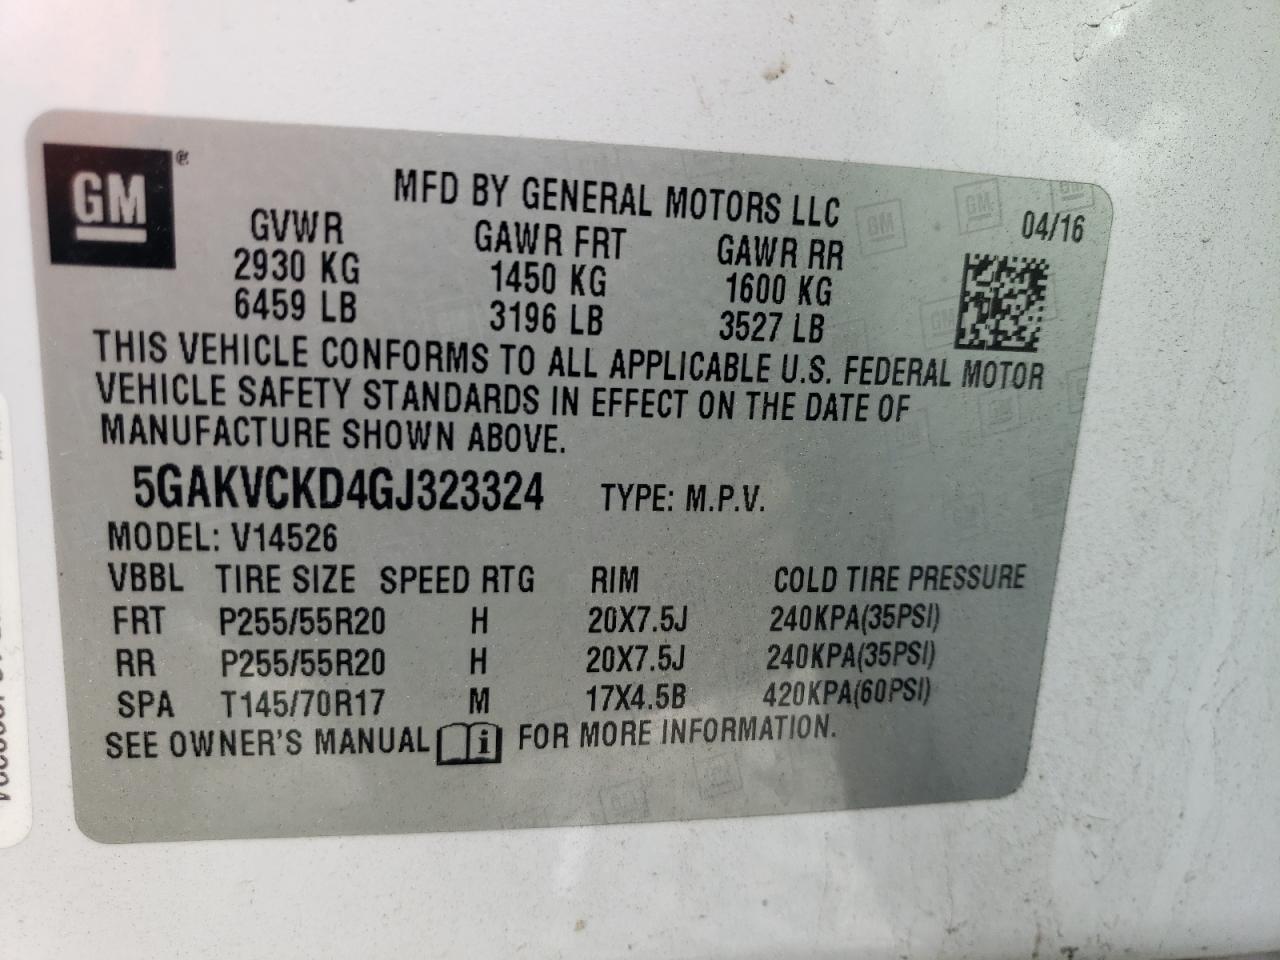 GM®
MFD BY GENERAL MOTORS LLC
04/16
GVWR GAWR FRT GAWR RR
2930 KG 1450 KG 1600 KG
6459 LB 3196 LB 3527 LB
THIS VEHICLE CONFORMS TO ALL APPLICABLE U.S. FEDERAL MOTOR
VEHICLE SAFETY STANDARDS IN EFFECT ON THE DATE OF
MANUFACTURE SHOWN ABOVE.
5GAKVCKD4GJ323324 TYPE: M.P.V.
MODEL: V14526
VBBL TIRE SIZE SPEED RTG RIM COLD TIRE PRESSURE
FRT P255/55R20 H 20X7.5J 240KPA(35PSI)
RR P255/55R20 H 20X7.5J 240KPA(35PSI)
SPA T145/70R17 M 17X4.5B 420KPA(60PSI)
SEE OWNER'S MANUAL i FOR MORE INFORMATION.